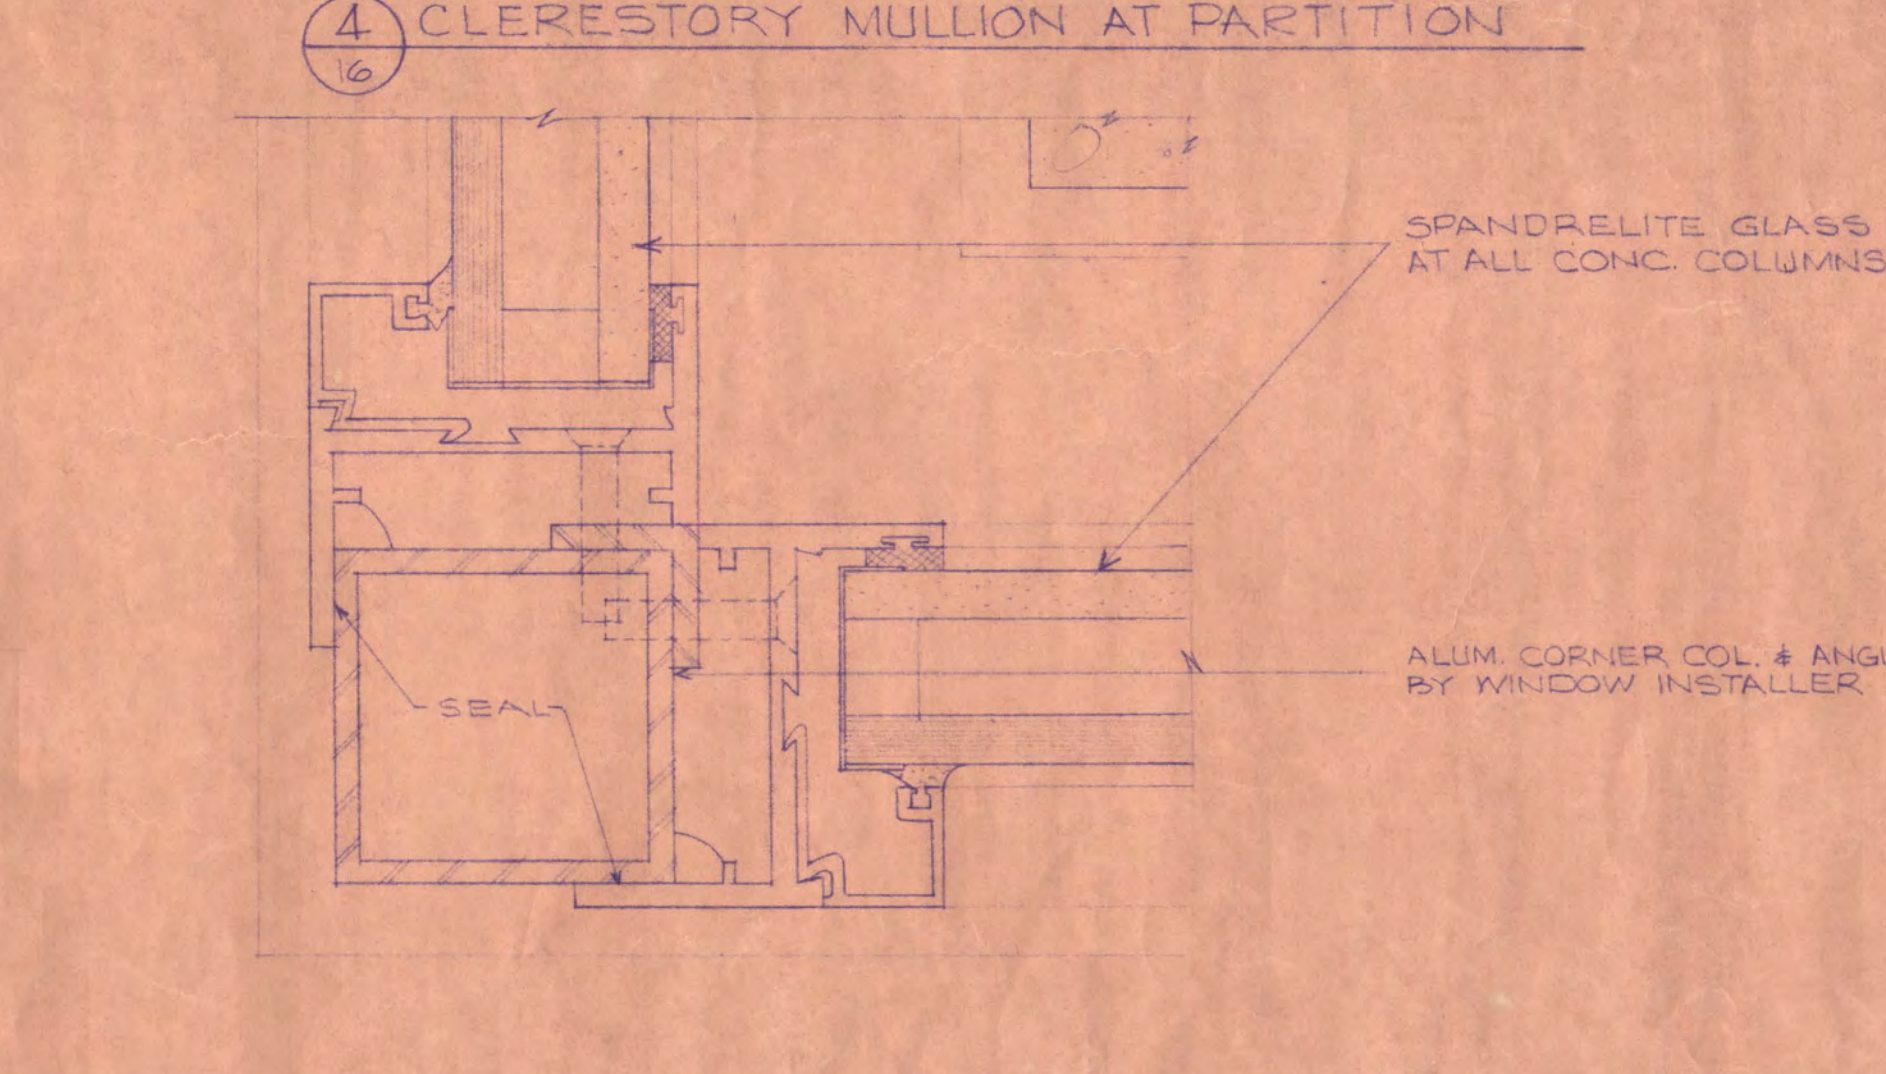 4 CLERESTORY MULLION AT PARTITION
16
SPANDRELITE GLASS
AT ALL CONC. COLUMNS
ALUM. CORNER COL. & ANGL
BY WINDOW INSTALLER
SEAL